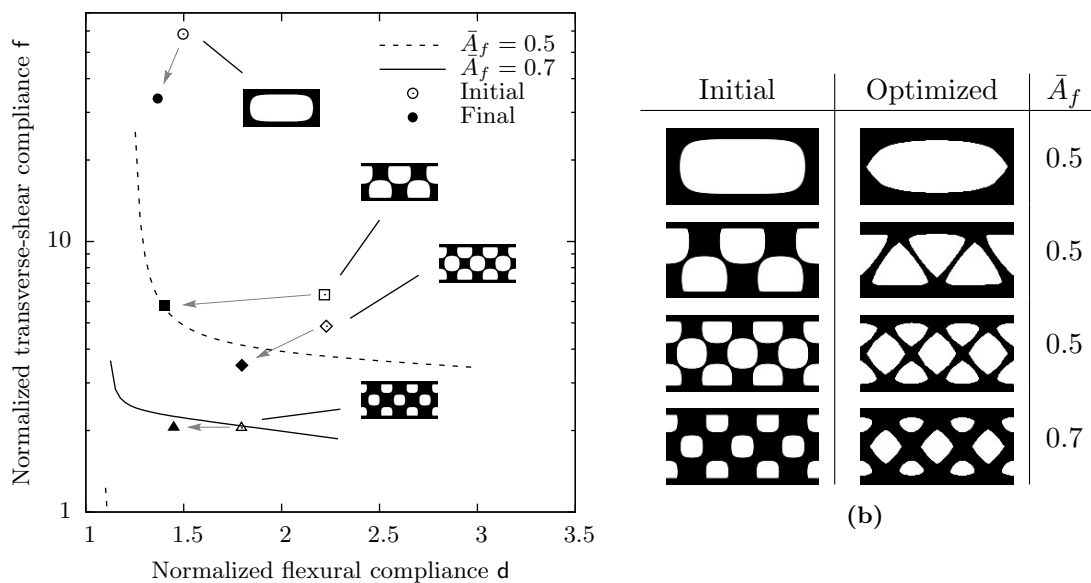 Normalized transverse-shear compliance f
10
1
1
1.5
2
2.5
3
3.5
Normalized flexural compliance d
Ā_f = 0.5
Ā_f = 0.7
Initial
Final
Initial Optimized Ā_f
0.5
0.5
0.5
0.7
(b)